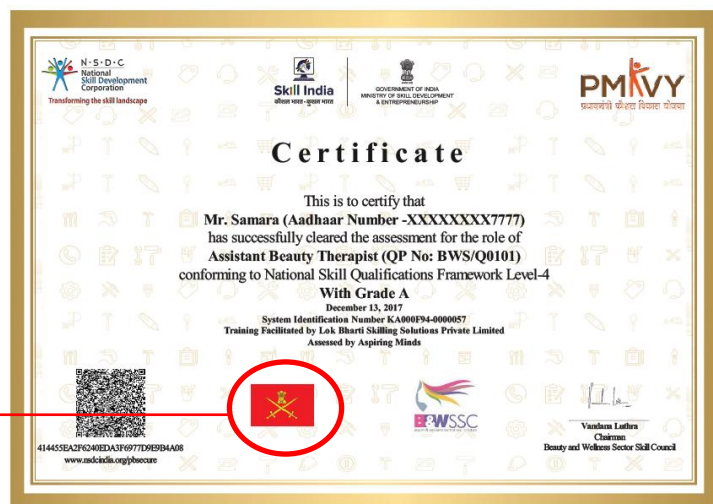 N·S·D·C
National
Skill Development
Corporation
Transforming the skill landscape
Skill India
कौशल भारत - कुशल भारत
GOVERNMENT OF INDIA
MINISTRY OF SKILL DEVELOPMENT
& ENTREPRENEURSHIP
PMKVY
प्रधानमंत्री कौशल विकास योजना
Certificate
This is to certify that
Mr. Samara (Aadhaar Number -XXXXXXXX7777)
has successfully cleared the assessment for the role of
Assistant Beauty Therapist (QP No: BWS/Q0101)
conforming to National Skill Qualifications Framework Level-4
With Grade A
December 13, 2017
System Identification Number KA000F94-0000057
Training Facilitated by Lok Bharti Skilling Solutions Private Limited
Assessed by Aspiring Minds
B&WSSC
414455EA2F6240EDA3F6977D9E9B4A08
www.nsdcindia.org/pbsecure
Vandana Luthra
Chairman
Beauty and Wellness Sector Skill Council